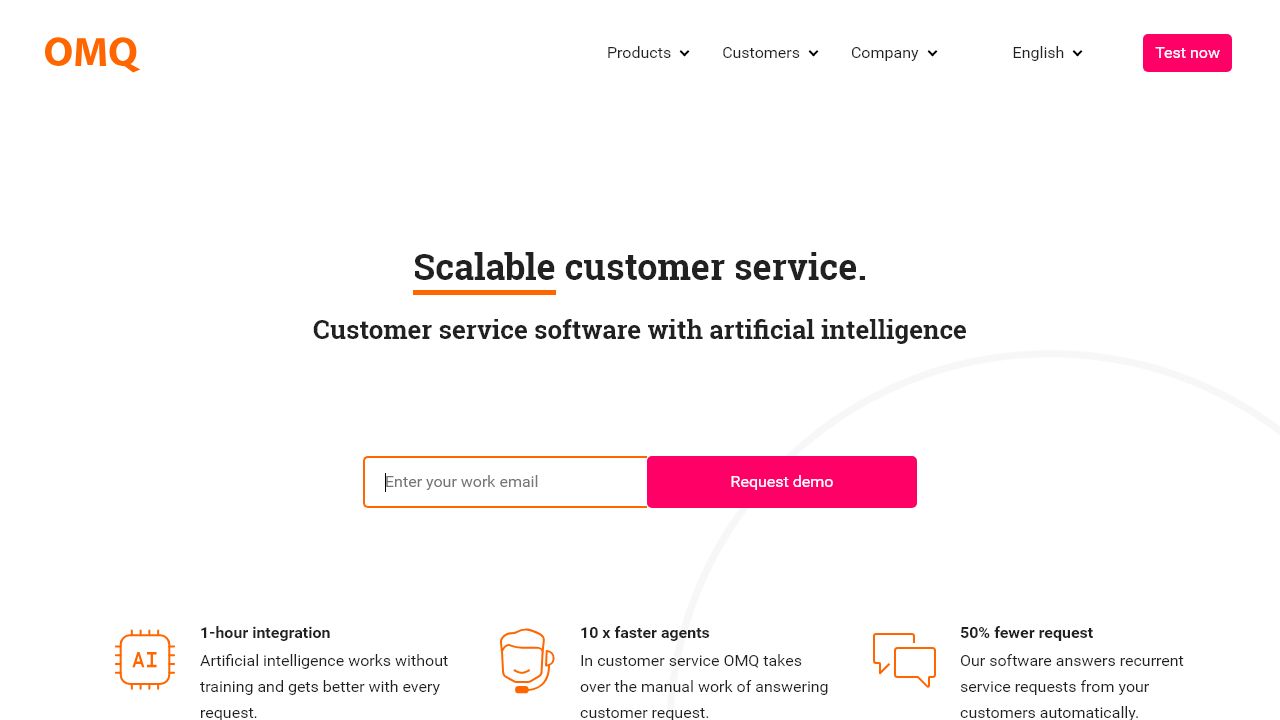 OMQ
Products
Customers
Company
English
Test now
Scalable customer service.
Customer service software with artificial intelligence
Enter your work email
Request demo
AI
1-hour integration
Artificial intelligence works without
training and gets better with every
request.
10 x faster agents
In customer service OMQ takes
over the manual work of answering
customer request.
50% fewer request
Our software answers recurrent
service requests from your
customers automatically.